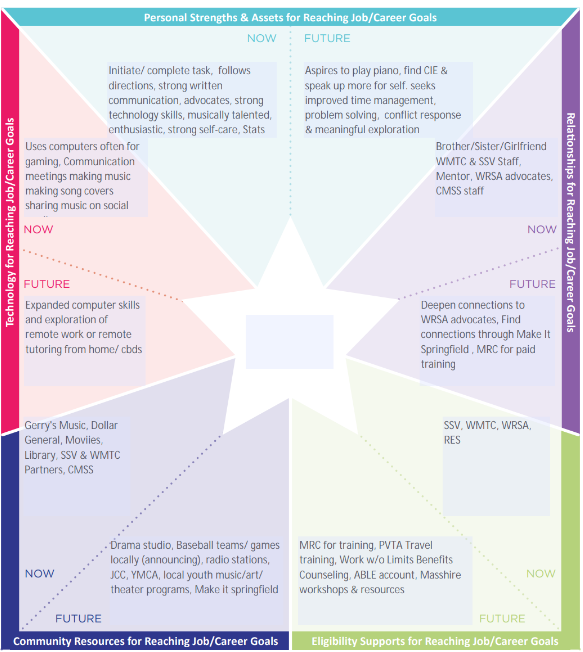 Personal Strengths & Assets for Reaching Job/Career Goals
NOW
FUTURE
Initiate/ complete task, follows
directions, strong written
communication, advocates, strong
technology skills, musically talented,
enthusiastic, strong self-care, Stats
Aspires to play piano, find CIE &
speak up more for self. seeks
improved time management,
problem solving, conflict response
& meaningful exploration
Technology for Reaching Job/Career Goals
Uses computers often for
gaming, Communication
meetings making music
making song covers
sharing music on social
NOW
FUTURE
Expanded computer skills
and exploration of
remote work or remote
tutoring from home/ cbds
Relationships for Reaching Job/Career Goals
Brother/Sister/Girlfriend
WMTC & SSV Staff,
Mentor, WRSA advocates,
CMSS staff
NOW
FUTURE
Deepen connections to
WRSA advocates, Find
connections through Make It
Springfield , MRC for paid
training
Gerry's Music, Dollar
General, Moviies,
Library, SSV & WMTC
Partners, CMSS
Drama studio, Baseball teams/ games
locally (announcing), radio stations,
JCC, YMCA, local youth music/art/
theater programs, Make it springfield
NOW
FUTURE
Community Resources for Reaching Job/Career Goals
SSV, WMTC, WRSA,
RES
MRC for training, PVTA Travel
training, Work w/o Limits Benefits
Counseling, ABLE account, Masshire
workshops & resources
NOW
FUTURE
Eligibility Supports for Reaching Job/Career Goals